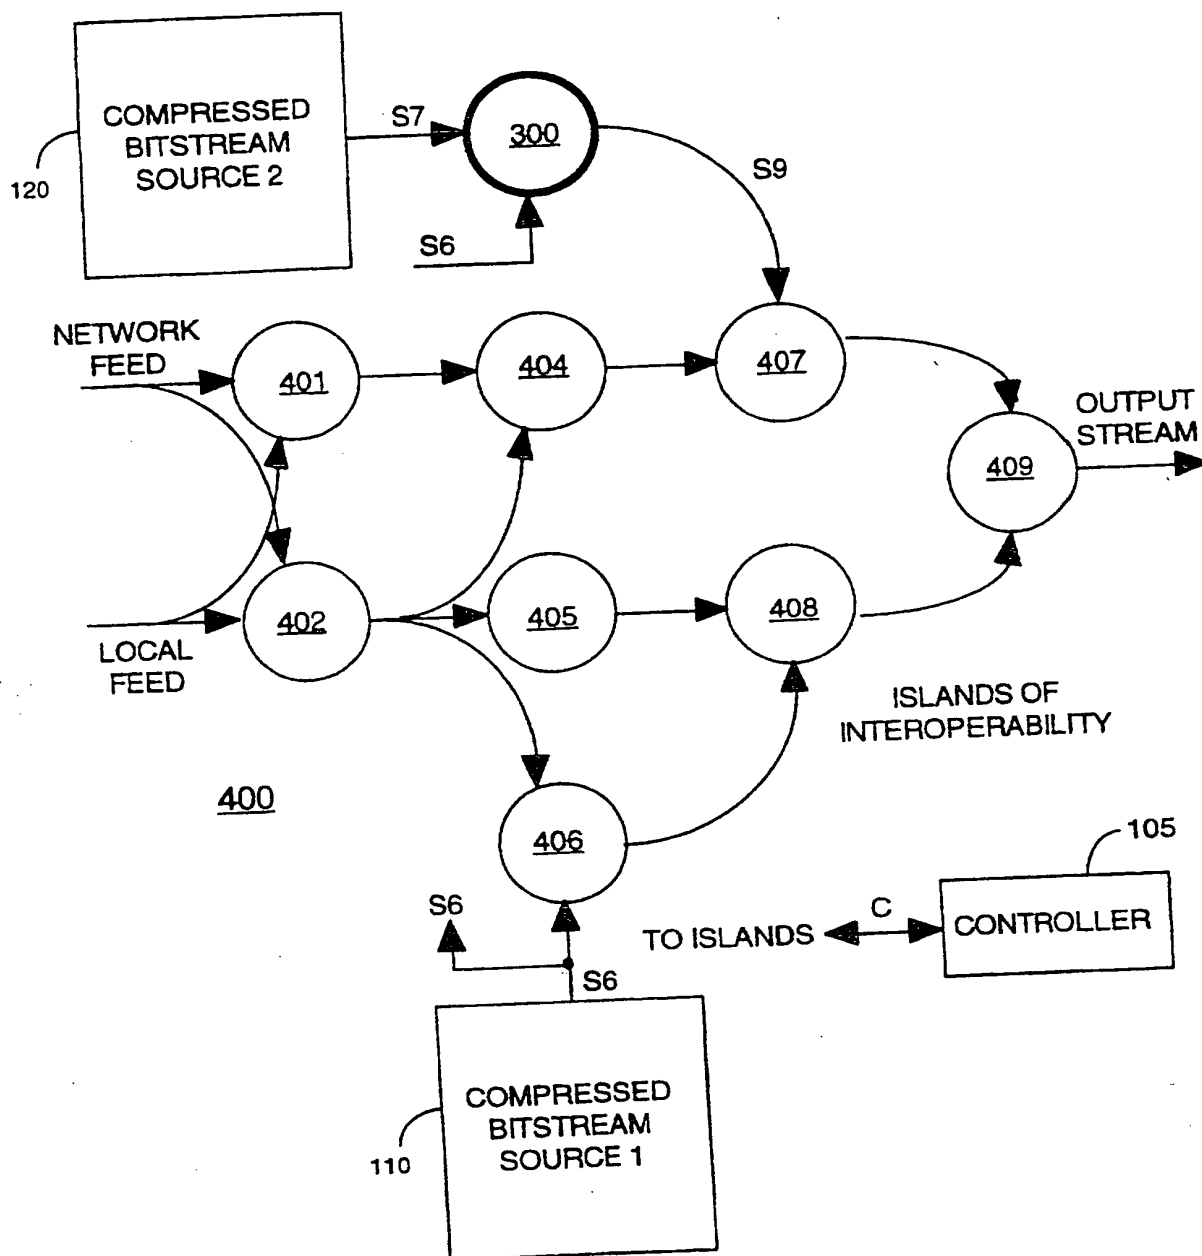 COMPRESSED
BITSTREAM
SOURCE 2
120
S7
300
S9
S6
NETWORK
FEED
401
404
407
OUTPUT
STREAM
409
LOCAL
FEED
402
405
408
ISLANDS OF
INTEROPERABILITY
400
406
105
S6
TO ISLANDS
C
CONTROLLER
S6
COMPRESSED
BITSTREAM
SOURCE 1
110